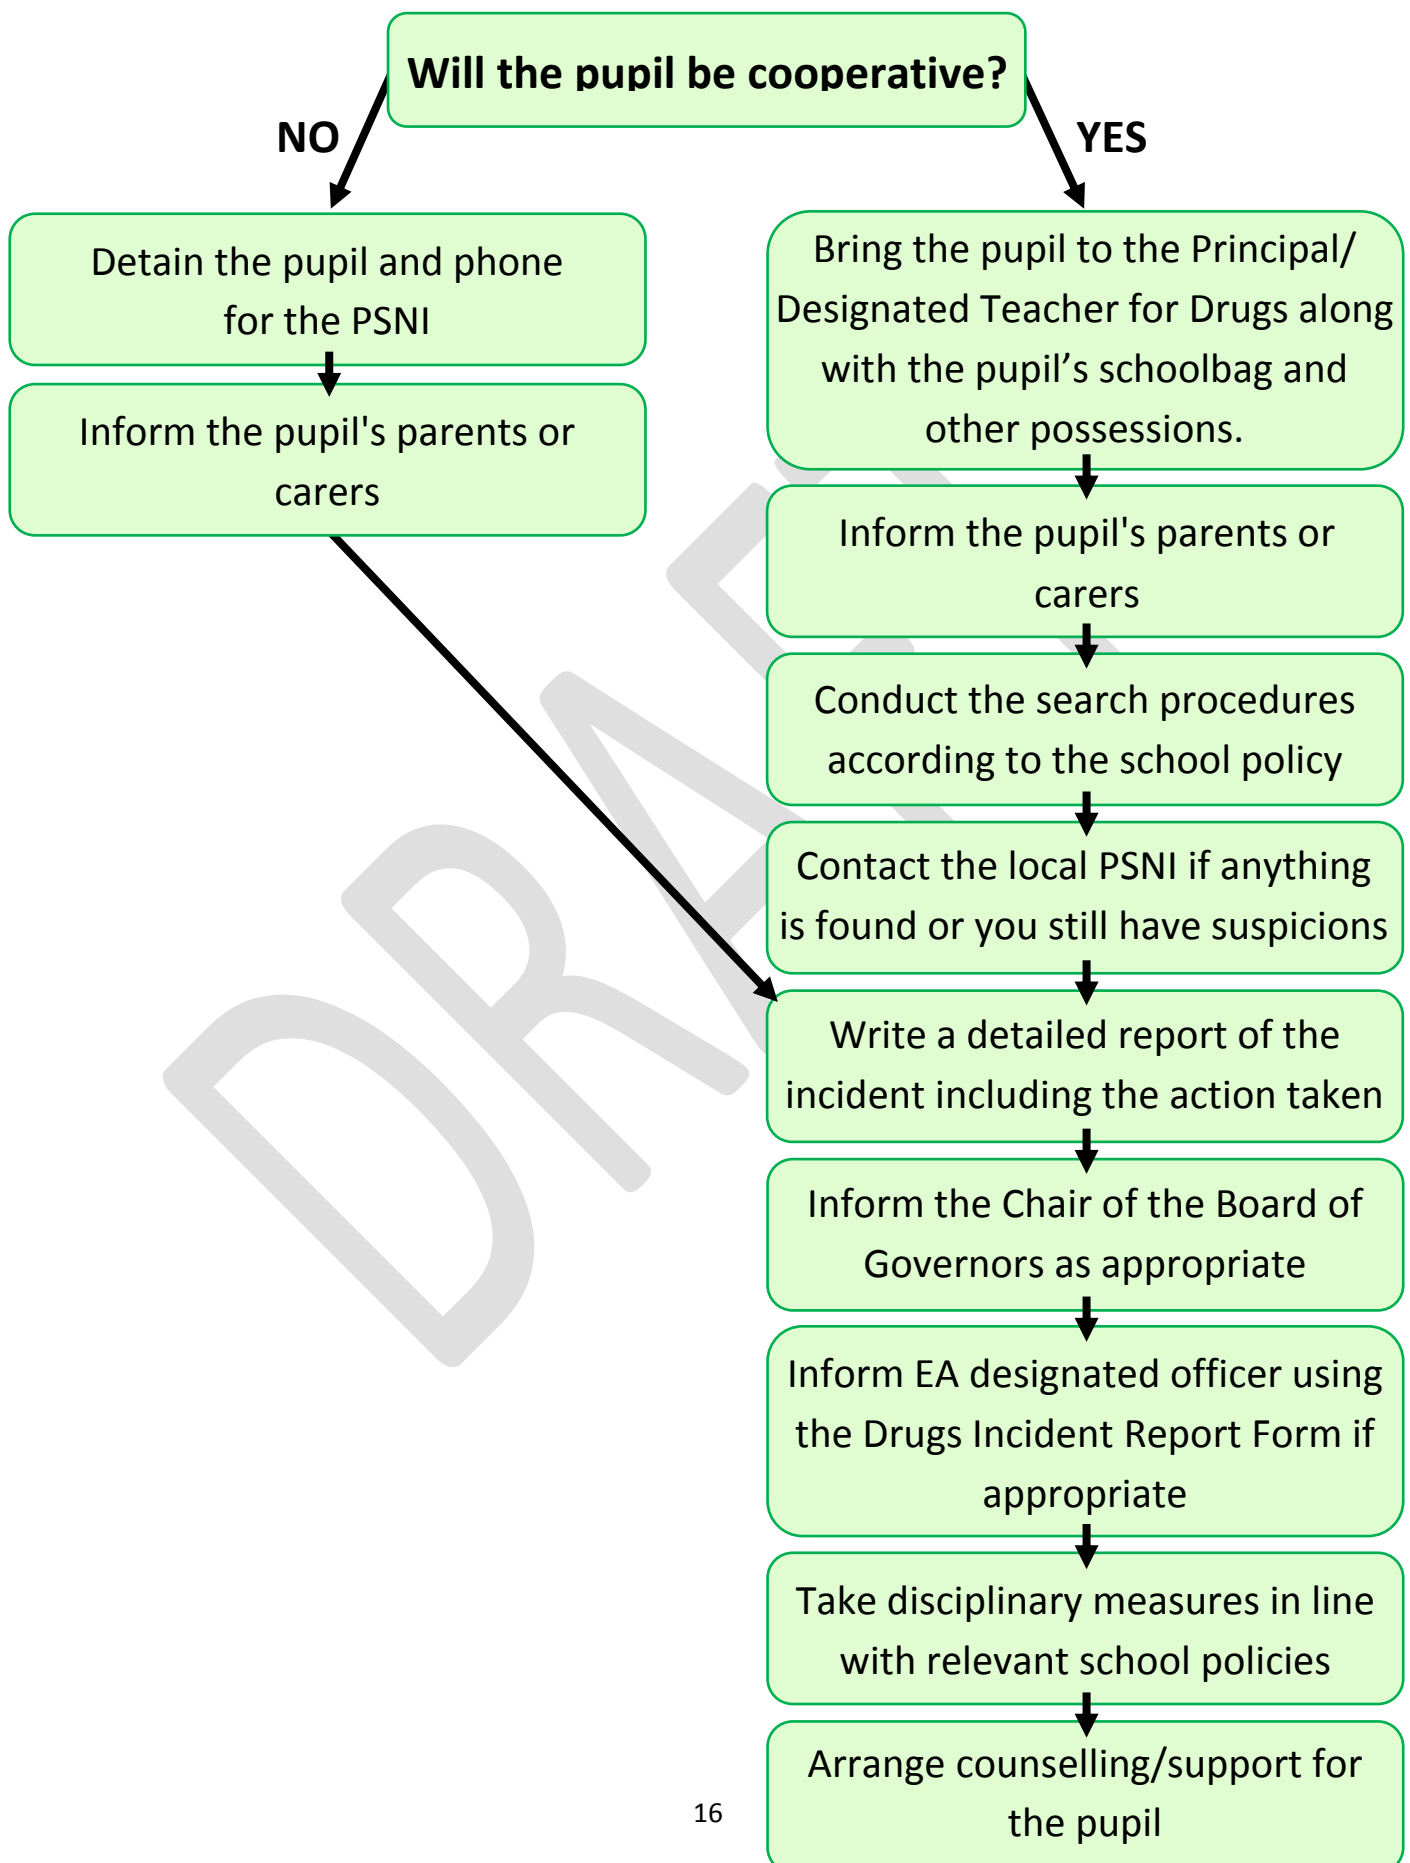 Will the pupil be cooperative?
NO
YES
Detain the pupil and phone
for the PSNI
Inform the pupil's parents or
carers
Bring the pupil to the Principal/
Designated Teacher for Drugs along
with the pupil’s schoolbag and
other possessions.
Inform the pupil's parents or
carers
Conduct the search procedures
according to the school policy
Contact the local PSNI if anything
is found or you still have suspicions
Write a detailed report of the
incident including the action taken
Inform the Chair of the Board of
Governors as appropriate
Inform EA designated officer using
the Drugs Incident Report Form if
appropriate
Take disciplinary measures in line
with relevant school policies
Arrange counselling/support for
the pupil
16
DRAFT